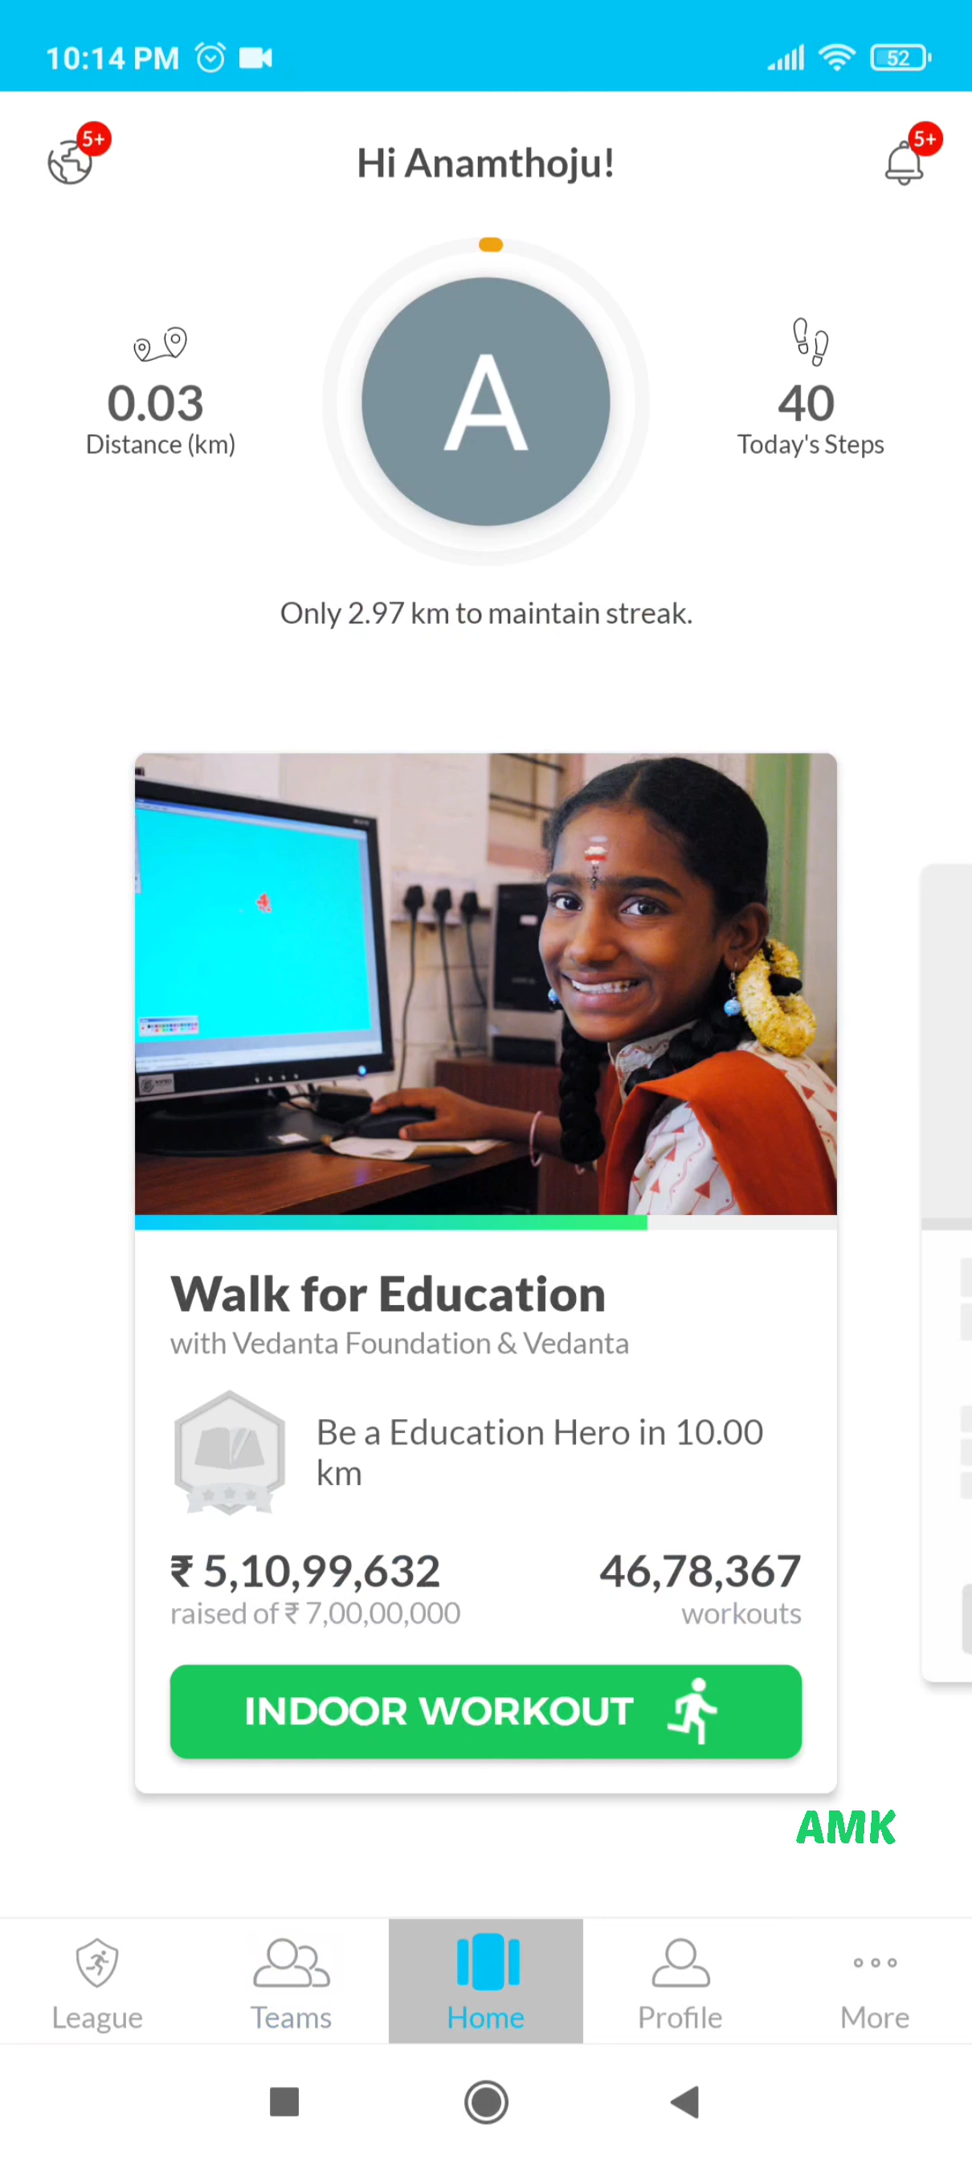 10:14 PM
52
5+
Hi Anamthoju!
5+
A
0.03
Distance (km)
40
Today's Steps
Only 2.97 km to maintain streak.
Walk for Education
with Vedanta Foundation & Vedanta
Be a Education Hero in 10.00
km
₹ 5,10,99,632
46,78,367
raised of ₹ 7,00,00,000
workouts
INDOOR WORKOUT
AMK
League
Teams
Home
Profile
More